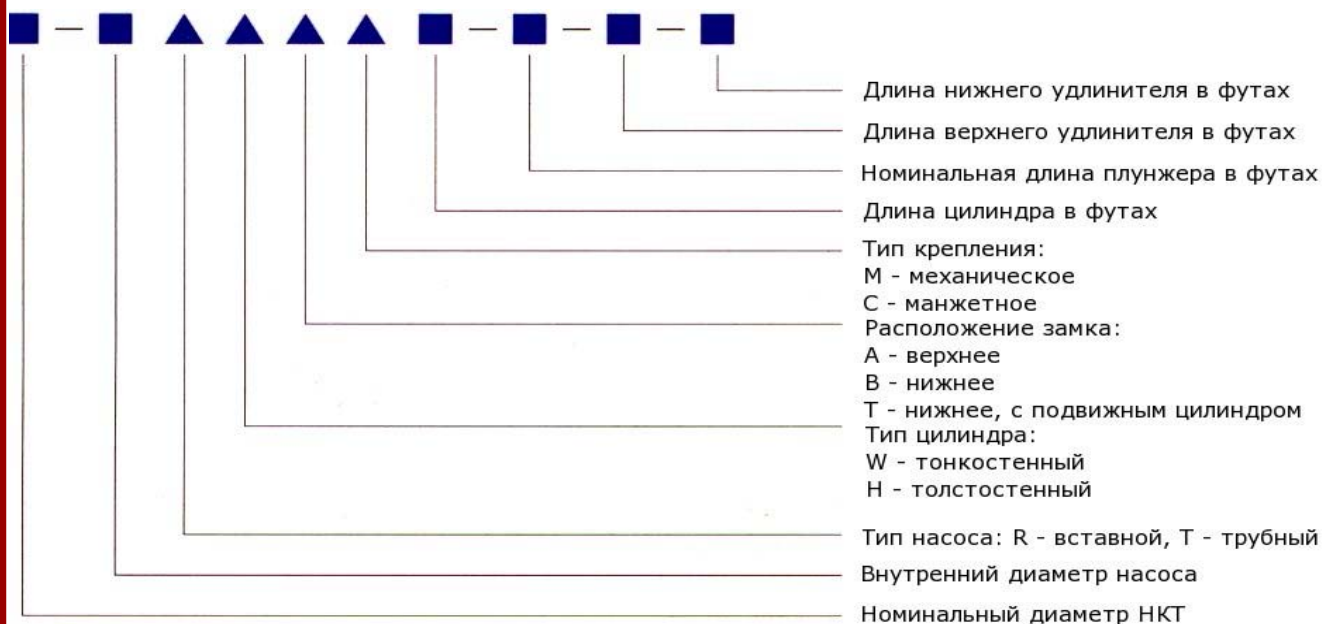 Длина нижнего удлинителя в футах
Длина верхнего удлинителя в футах
Номинальная длина плунжера в футах
Длина цилиндра в футах
Тип крепления:
М - механическое
С - манжетное
Расположение замка:
А - верхнее
В - нижнее
Т - нижнее, с подвижным цилиндром
Тип цилиндра:
W - тонкостенный
Н - толстостенный
Тип насоса: R - вставной, Т - трубный
Внутренний диаметр насоса
Номинальный диаметр НКТ